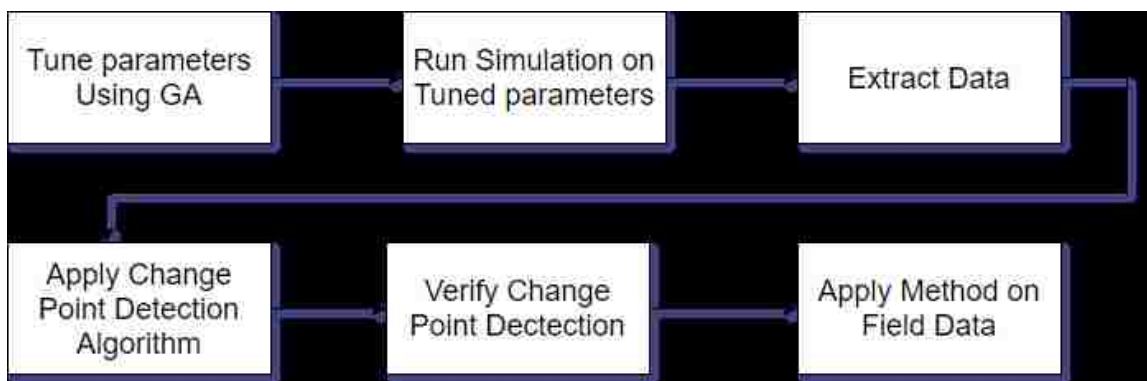 Tune parameters
Using GA
Run Simulation on
Tuned parameters
Extract Data
Apply Change
Point Detection
Algorithm
Verify Change
Point Dectection
Apply Method on
Field Data